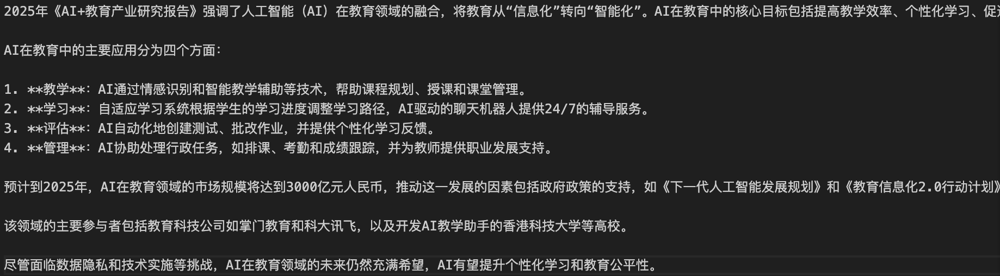 2025年《AI+教育产业研究报告》强调了人工智能（AI）在教育领域的融合，将教育从“信息化”转向“智能化”。AI在教育中的核心目标包括提高教学效率、个性化学习、促
AI在教育中的主要应用分为四个方面：
1. **教学**：AI通过情感识别和智能教学辅助等技术，帮助课程规划、授课和课堂管理。
2. **学习**：自适应学习系统根据学生的学习进度调整学习路径，AI驱动的聊天机器人提供24/7的辅导服务。
3. **评估**：AI自动化地创建测试、批改作业，并提供个性化学习反馈。
4. **管理**：AI协助处理行政任务，如排课、考勤和成绩跟踪，并为教师提供职业发展支持。
预计到2025年，AI在教育领域的市场规模将达到3000亿元人民币，推动这一发展的因素包括政府政策的支持，如《下一代人工智能发展规划》和《教育信息化2.0行动计划》
该领域的主要参与者包括教育科技公司如掌门教育和科大讯飞，以及开发AI教学助手的香港科技大学等高校。
尽管面临数据隐私和技术实施等挑战，AI在教育领域的未来仍然充满希望，AI有望提升个性化学习和教育公平性。